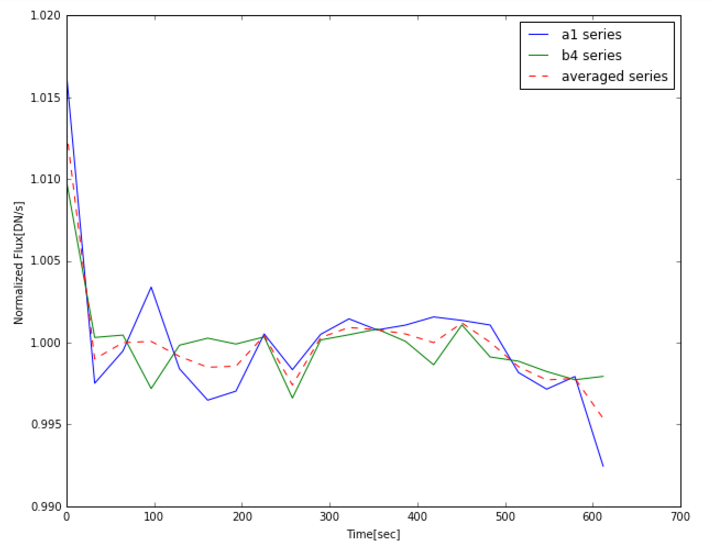 1.020
1.015
1.010
1.005
1.000
0.995
0.990
Normalized Flux[DN/s]
a1 series
b4 series
averaged series
0 100 200 300 400 500 600 700
Time[sec]